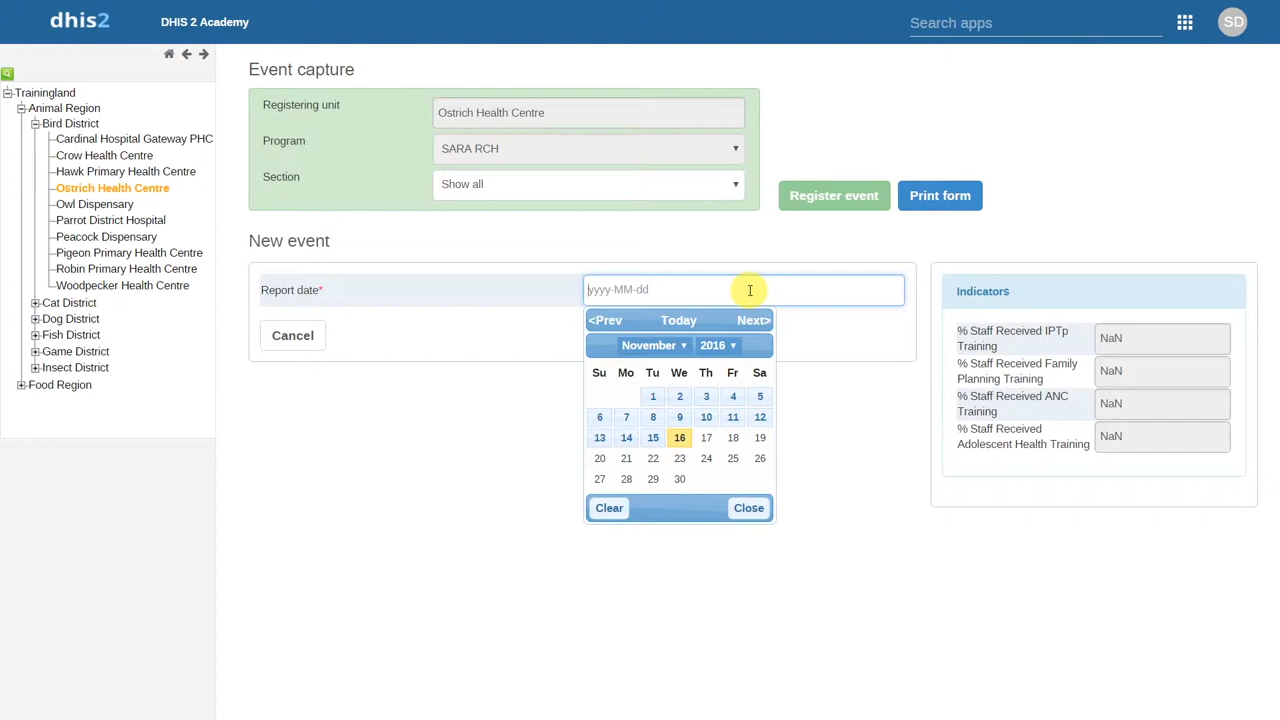 dhis2
DHIS 2 Academy
Search apps
SD
Trainingland
Animal Region
Bird District
Cardinal Hospital Gateway PHC
Crow Health Centre
Hawk Primary Health Centre
Ostrich Health Centre
Owl Dispensary
Parrot District Hospital
Peacock Dispensary
Pigeon Primary Health Centre
Robin Primary Health Centre
Woodpecker Health Centre
Cat District
Dog District
Fish District
Game District
Insect District
Food Region
Event capture
Registering unit
Ostrich Health Centre
Program
SARA RCH
Section
Show all
Register event
Print form
New event
Report date*
yyyy-MM-dd
Cancel
<Prev Today Next>
November 2016
Su Mo Tu We Th Fr Sa
1 2 3 4 5
6 7 8 9 10 11 12
13 14 15 16 17 18 19
20 21 22 23 24 25 26
27 28 29 30
Clear Close
Indicators
% Staff Received IPTp
Training
NaN
% Staff Received Family
Planning Training
NaN
% Staff Received ANC
Training
NaN
% Staff Received
Adolescent Health Training
NaN